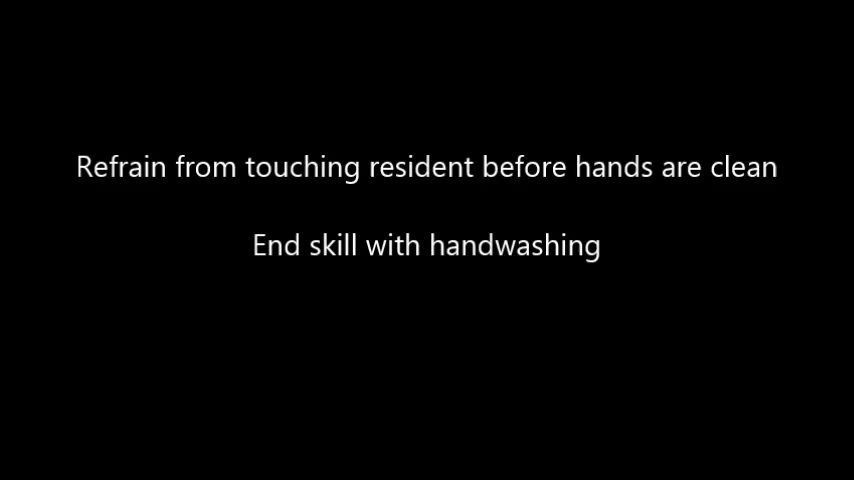 Refrain from touching resident before hands are clean
End skill with handwashing